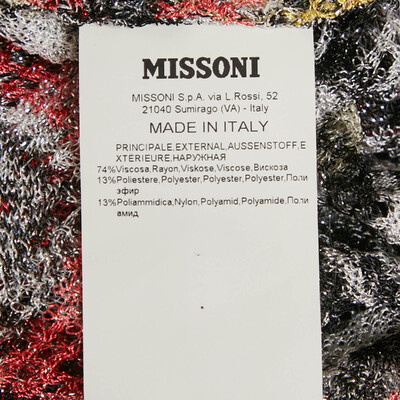 MISSONI
MISSONI S.p.A. via L.Rossi, 52
21040 Sumirago (VA) - Italy
MADE IN ITALY
PRINCIPALE,EXTERNAL,AUSSENSTOFF,E
XTERIEURE,НАРУЖНАЯ
74%Viscosa,Rayon,Viskose,Viscose,Вискоза
13%Poliestere,Polyester,Polyester,Polyester,Поли
эфир
13%Poliammidica,Nylon,Polyamid,Polyamide,Поли
амид